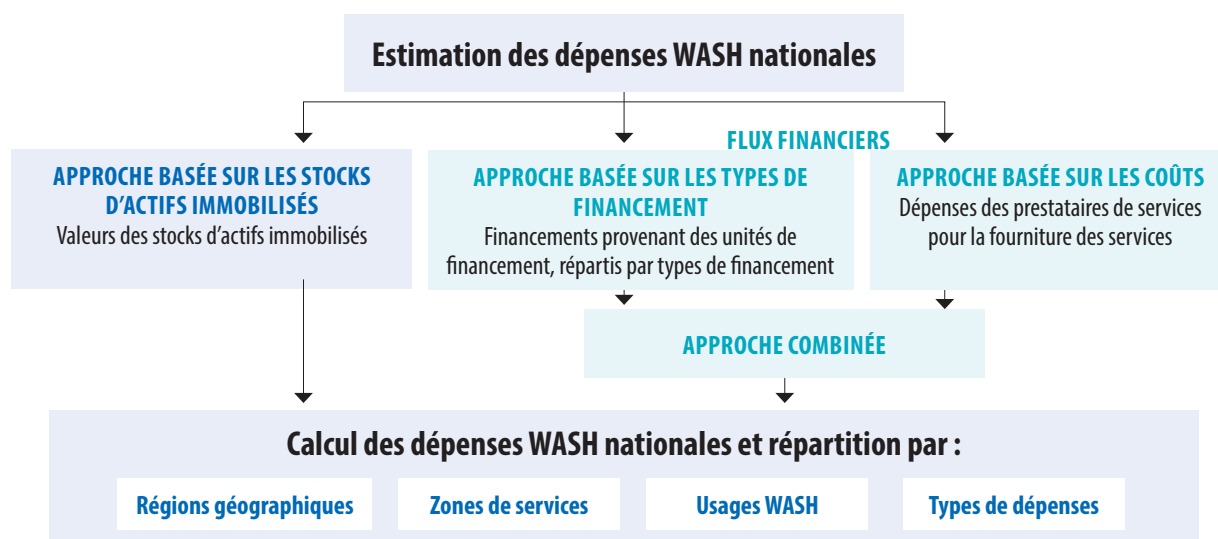 Estimation des dépenses WASH nationales
FLUX FINANCIERS
APPROCHE BASÉE SUR LES STOCKS
D’ACTIFS IMMOBILISÉS
Valeurs des stocks d’actifs immobilisés
APPROCHE BASÉE SUR LES TYPES DE
FINANCEMENT
Financements provenant des unités de
financement, répartis par types de financement
APPROCHE BASÉE SUR LES COÛTS
Dépenses des prestataires de services
pour la fourniture des services
APPROCHE COMBINÉE
Calcul des dépenses WASH nationales et répartition par :
Régions géographiques
Zones de services
Usages WASH
Types de dépenses